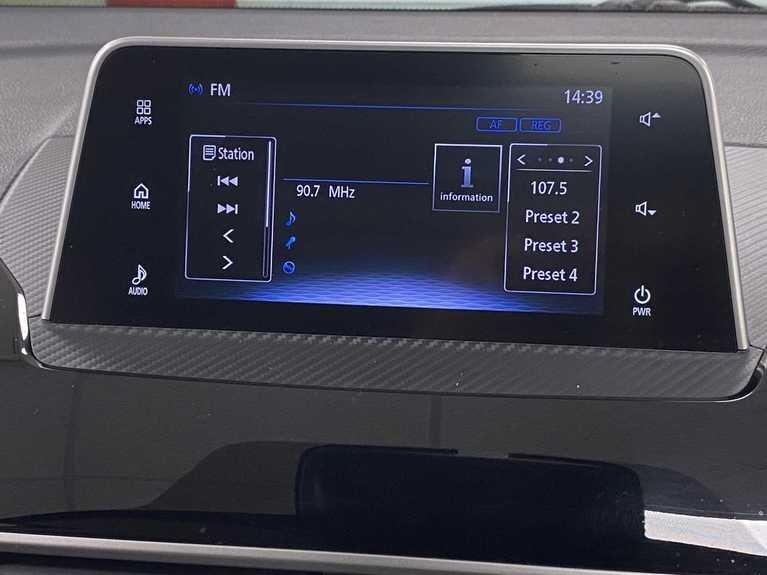 FM
14:39
AF REG
APPS
Station
HOME
90.7 MHz
i
information
107.5
Preset 2
Preset 3
Preset 4
AUDIO
PWR